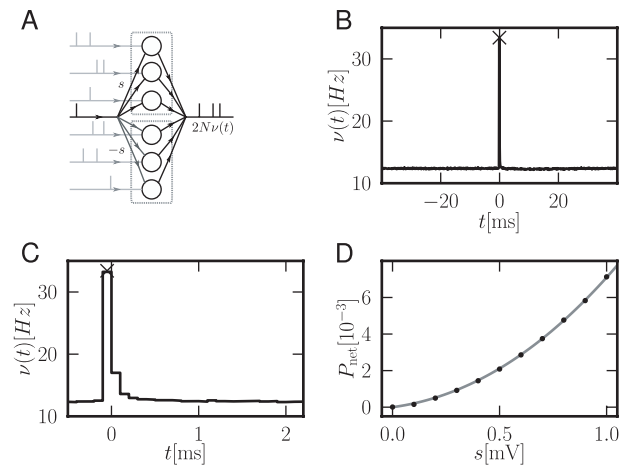 A
s
−s
2Nν(t)
B
ν(t)[Hz]
30
20
10
−20
0
20
t[ms]
C
ν(t)[Hz]
30
20
10
0
1
2
t[ms]
D
P_net[10^{-3}]
6
4
2
0
0.0
0.5
1.0
s[mV]